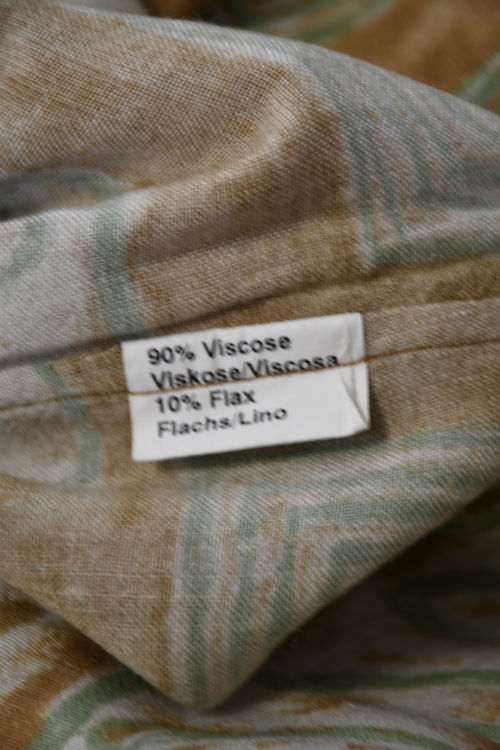 90% Viscose
Viskose/Viscosa
10% Flax
Flachs/Lino